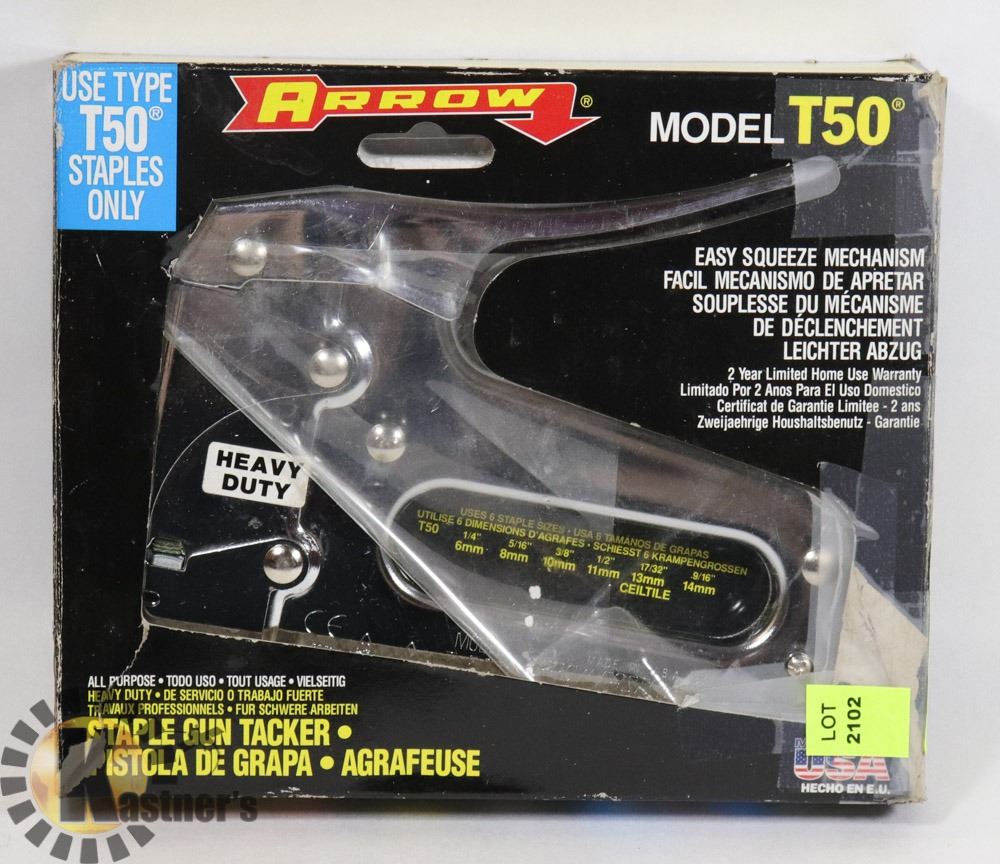 USE TYPE
T50®
STAPLES
ONLY
ARROW®
MODEL T50®
EASY SQUEEZE MECHANISM
FACIL MECANISMO DE APRETAR
SOUPLESSE DU MÉCANISME
DE DÉCLENCHEMENT
LEICHTER ABZUG
2 Year Limited Home Use Warranty
Limitado Por 2 Anos Para El Uso Domestico
Certificat de Garantie Limitee - 2 ans
Zweijaehrige Houshaltsbenutz - Garantie
HEAVY
DUTY
USES 6 STAPLE SIZES - USA 6 TAMANOS DE GRAPAS
UTILISE 6 DIMENSIONS D'AGRAFES - SCHIESST 6 KRAMPENGROSSEN
T50 1/4" 5/16" 3/8" 1/2" 17/32" 9/16"
6mm 8mm 10mm 11mm 13mm 14mm
CEILTILE
CE
MADE
ALL PURPOSE • TODO USO • TOUT USAGE • VIELSEITIG
HEAVY DUTY • DE SERVICIO O TRABAJO FUERTE
TRAVAUX PROFESSIONNELS • FUR SCHWERE ARBEITEN
STAPLE GUN TACKER •
PISTOLA DE GRAPA • AGRAFEUSE
LOT
2102
USA
HECHO EN E.U.
Kastner's